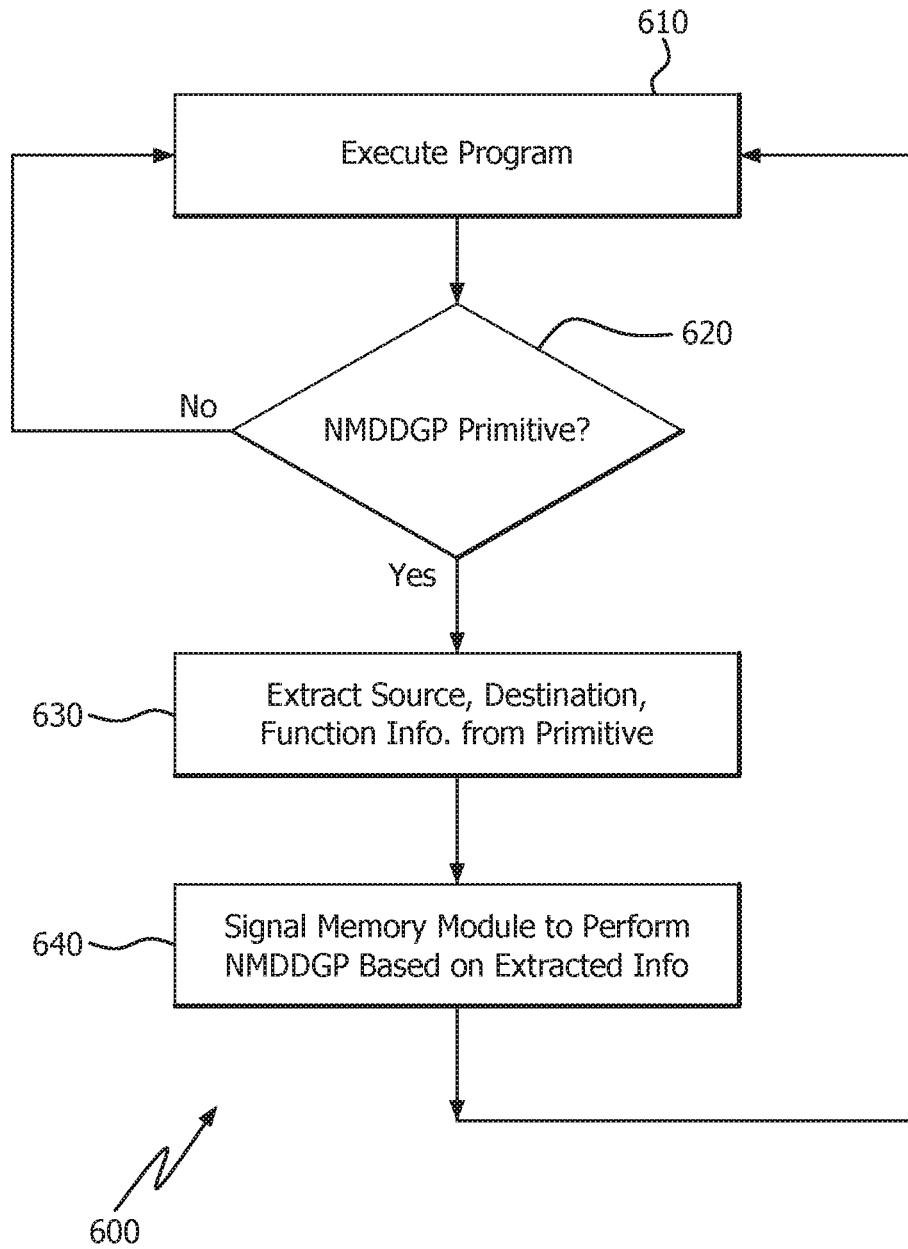 610
Execute Program
620
No
NMDDGP Primitive?
Yes
630
Extract Source, Destination,
Function Info. from Primitive
640
Signal Memory Module to Perform
NMDDGP Based on Extracted Info
600